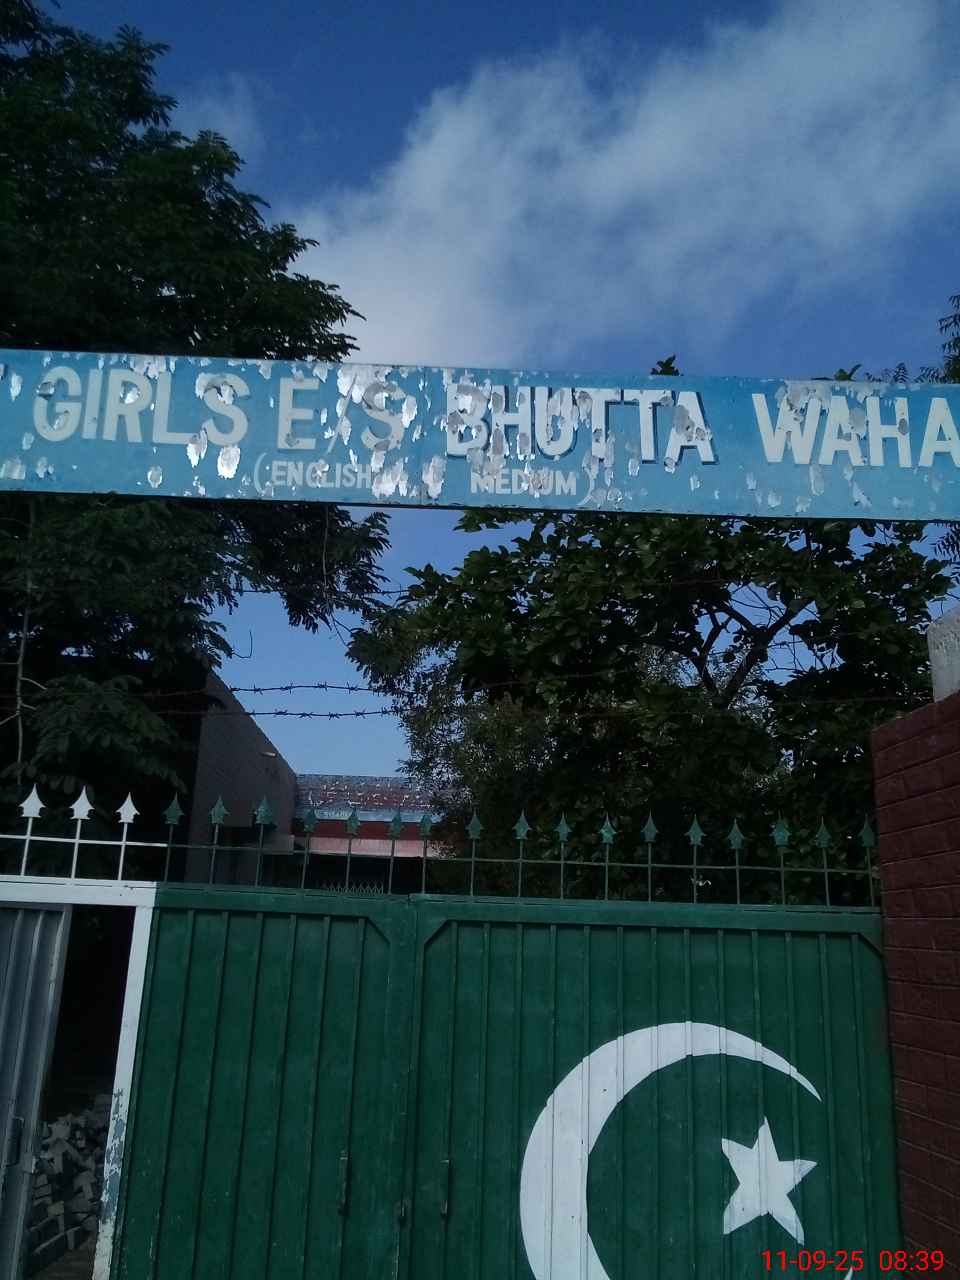 GIRLS E/S BHUTTA WAHA
(ENGLISH MEDIUM)
11-09-25 08:39